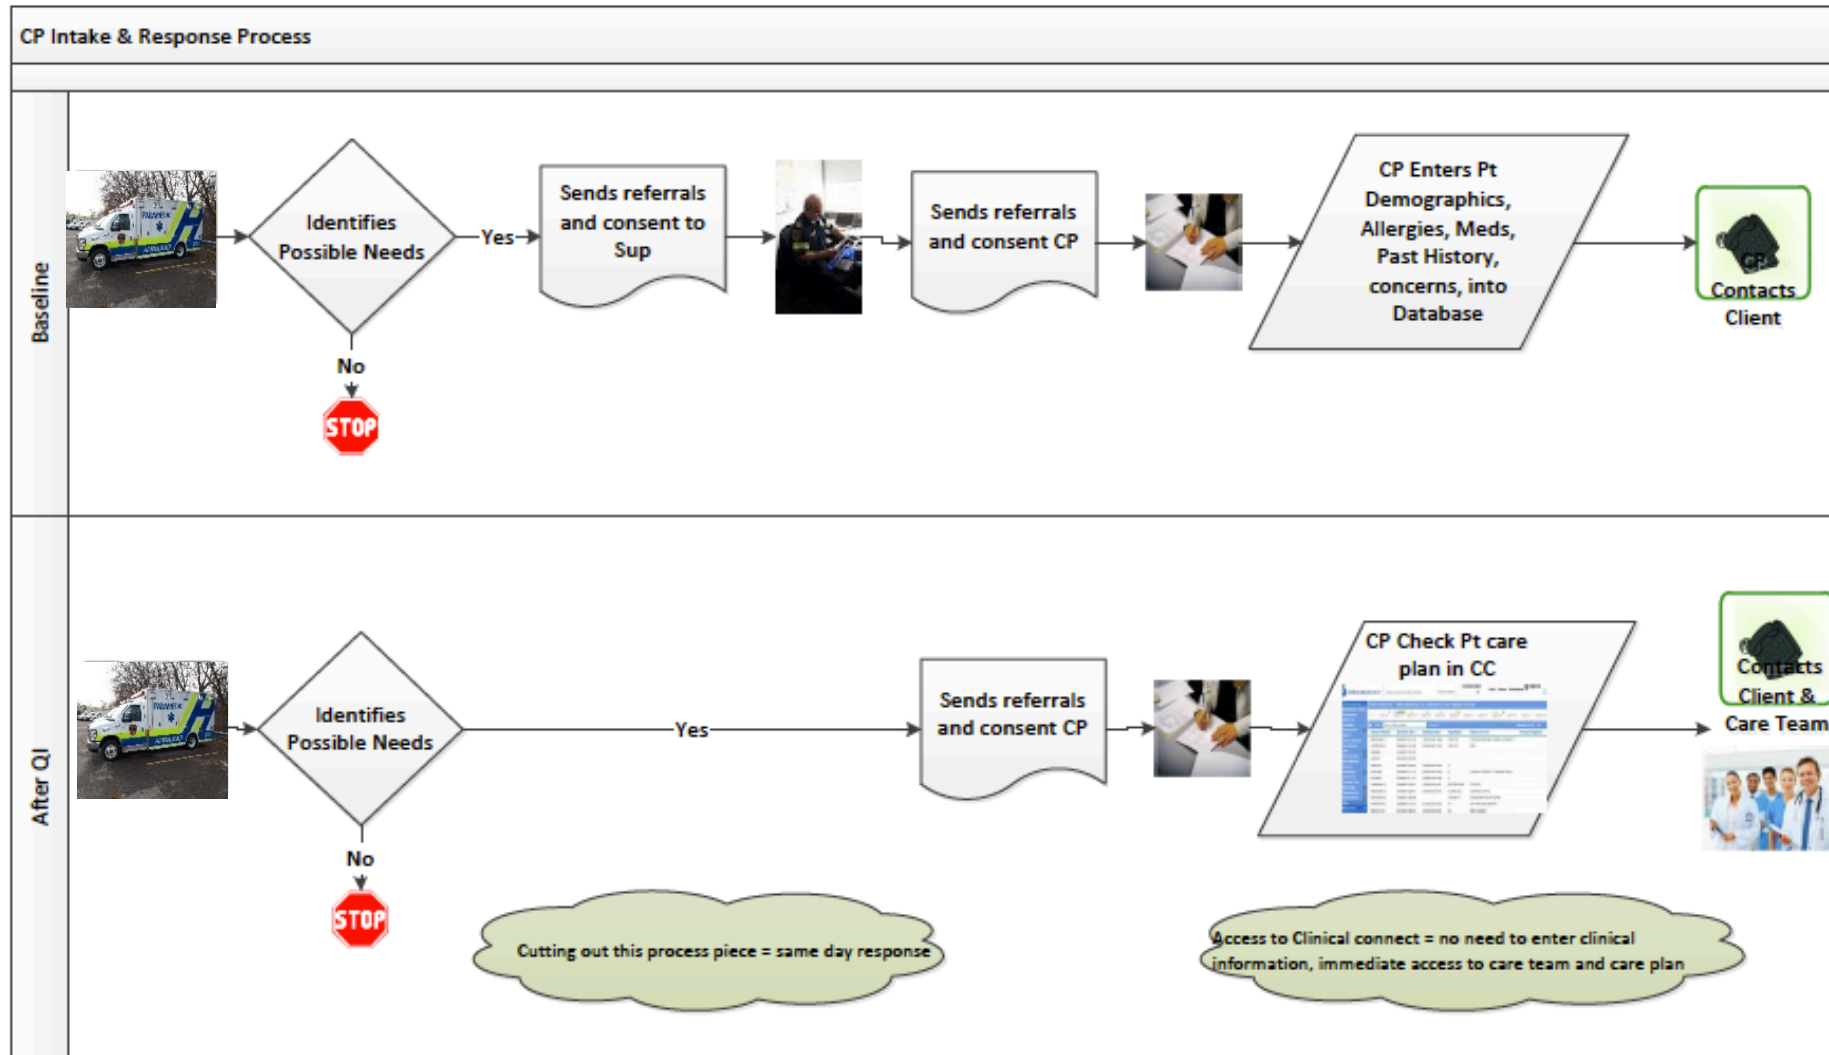 CP Intake & Response Process
Baseline
PARAMEDIC
AMBULANCE
Identifies
Possible Needs
Yes
No
STOP
Sends referrals
and consent to
Sup
Sends referrals
and consent CP
CP Enters Pt
Demographics,
Allergies, Meds,
Past History,
concerns, into
Database
CP
Contacts
Client
After QI
PARAMEDIC
AMBULANCE
Identifies
Possible Needs
Yes
No
STOP
Sends referrals
and consent CP
CP Check Pt care
plan in CC
Contacts
Client &
Care Team
Cutting out this process piece = same day response
Access to Clinical connect = no need to enter clinical
information, immediate access to care team and care plan